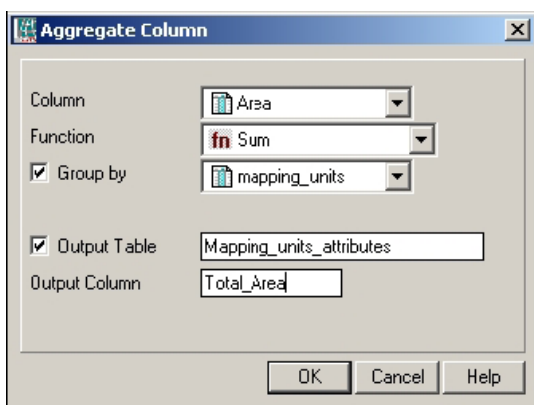 Aggregate Column
Column Area
Function fn Sum
Group by mapping_units
Output Table Mapping_units_attributes
Output Column Total_Area
OK Cancel Help